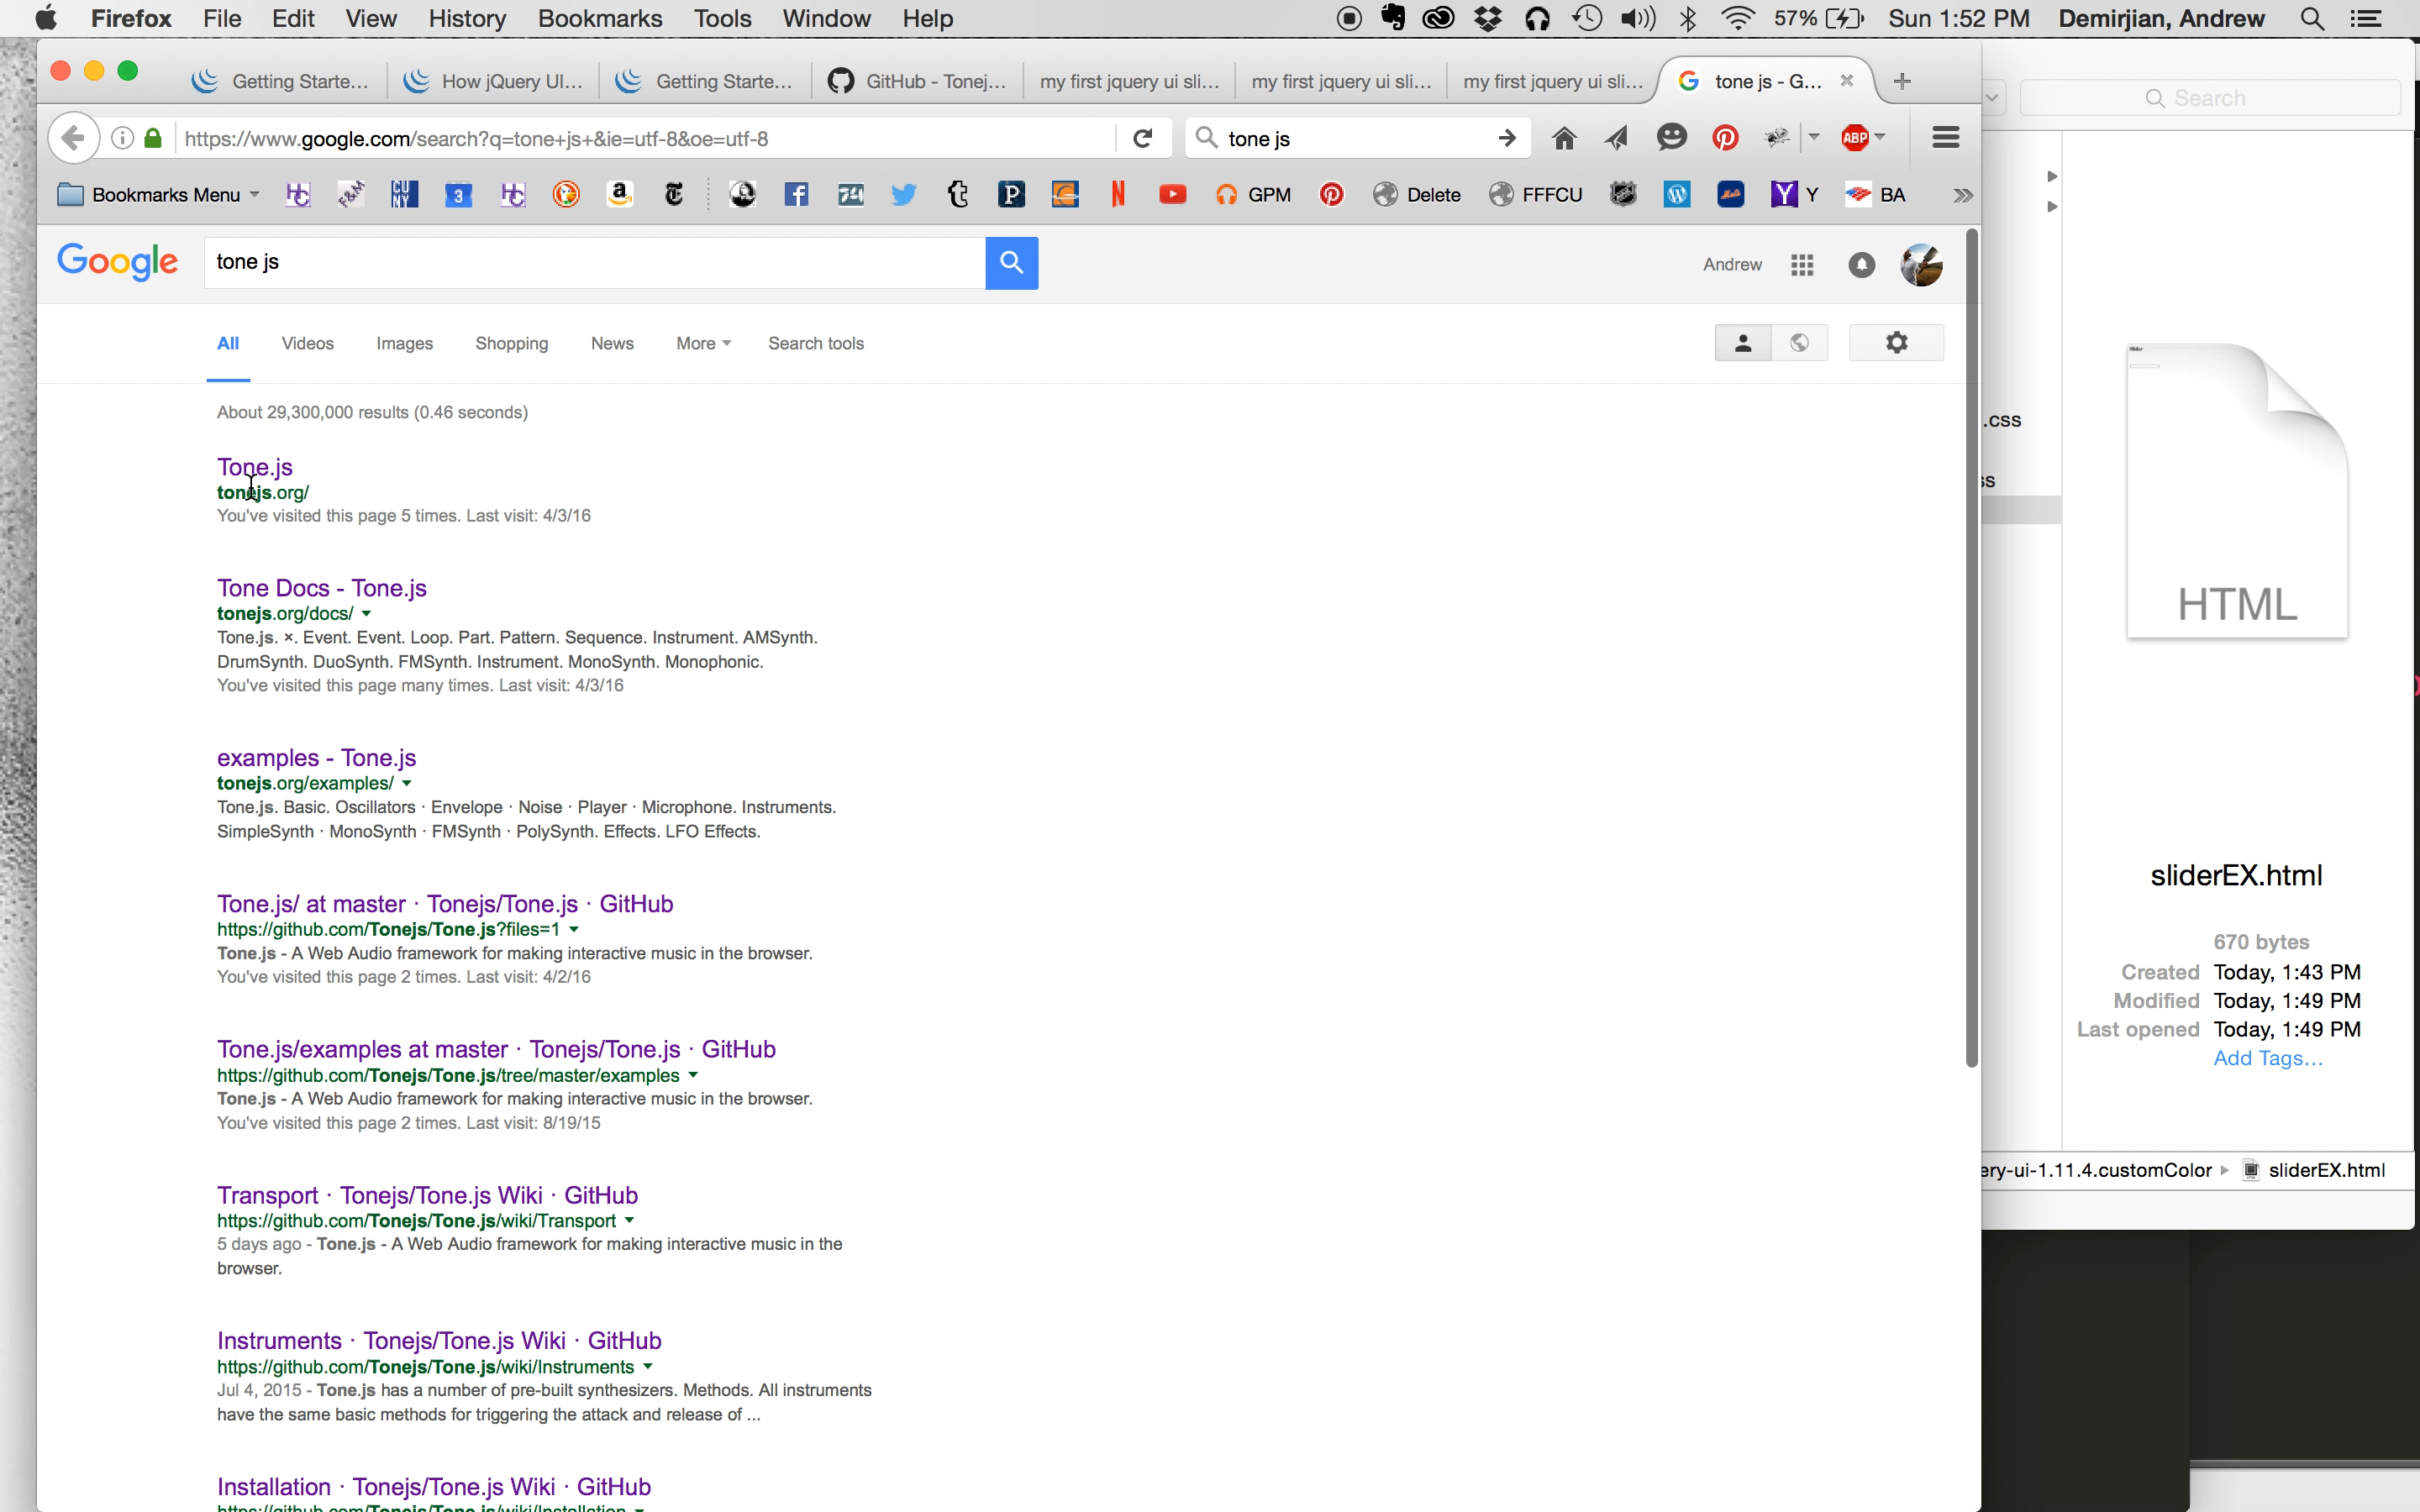 Firefox File Edit View History Bookmarks Tools Window Help 57% Sun 1:52 PM Demirjian, Andrew
Getting Starte... How jQuery UI... Getting Starte... GitHub - Tonej... my first jquery ui sli... my first jquery ui sli... my first jquery ui sli... tone js - G...
Search
https://www.google.com/search?q=tone+js+&ie=utf-8&oe=utf-8 tone js ABP
Bookmarks Menu GPM Delete FFFCU Y BA
Google tone js Andrew
All Videos Images Shopping News More Search tools
About 29,300,000 results (0.46 seconds)
Tone.js
tonejs.org/
You've visited this page 5 times. Last visit: 4/3/16
Tone Docs - Tone.js
tonejs.org/docs/
Tone.js. ×. Event. Event. Loop. Part. Pattern. Sequence. Instrument. AMSynth.
DrumSynth. DuoSynth. FMSynth. Instrument. MonoSynth. Monophonic.
You've visited this page many times. Last visit: 4/3/16
examples - Tone.js
tonejs.org/examples/
Tone.js. Basic. Oscillators · Envelope · Noise · Player · Microphone. Instruments.
SimpleSynth · MonoSynth · FMSynth · PolySynth. Effects. LFO Effects.
Tone.js/ at master · Tonejs/Tone.js · GitHub
https://github.com/Tonejs/Tone.js?files=1
Tone.js - A Web Audio framework for making interactive music in the browser.
You've visited this page 2 times. Last visit: 4/2/16
Tone.js/examples at master · Tonejs/Tone.js · GitHub
https://github.com/Tonejs/Tone.js/tree/master/examples
Tone.js - A Web Audio framework for making interactive music in the browser.
You've visited this page 2 times. Last visit: 8/19/15
Transport · Tonejs/Tone.js Wiki · GitHub
https://github.com/Tonejs/Tone.js/wiki/Transport
5 days ago - Tone.js - A Web Audio framework for making interactive music in the
browser.
Instruments · Tonejs/Tone.js Wiki · GitHub
https://github.com/Tonejs/Tone.js/wiki/Instruments
Jul 4, 2015 - Tone.js has a number of pre-built synthesizers. Methods. All instruments
have the same basic methods for triggering the attack and release of ...
Installation · Tonejs/Tone.js Wiki · GitHub
https://github.com/Tonejs/Tone.js/wiki/Installation
.css
ss
HTML
sliderEX.html
670 bytes
Created Today, 1:43 PM
Modified Today, 1:49 PM
Last opened Today, 1:49 PM
Add Tags...
ery-ui-1.11.4.customColor sliderEX.html